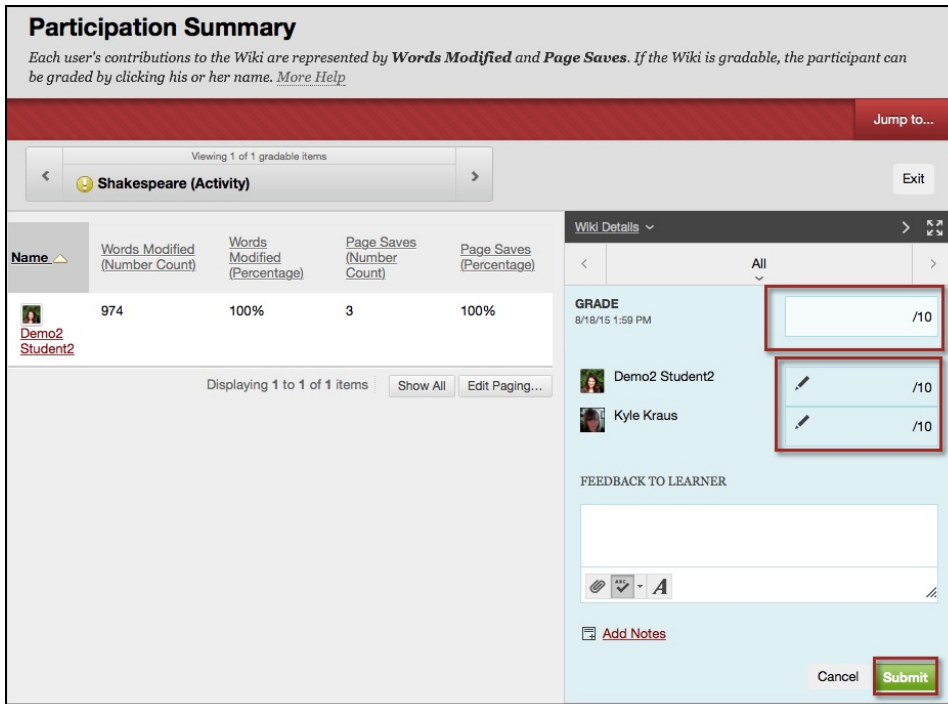 Participation Summary
Each user's contributions to the Wiki are represented by Words Modified and Page Saves. If the Wiki is gradable, the participant can
be graded by clicking his or her name. More Help
Jump to...
Viewing 1 of 1 gradable items
Shakespeare (Activity)
Exit
Name
Words Modified
(Number Count)
Words
Modified
(Percentage)
Page Saves
(Number
Count)
Page Saves
(Percentage)
Demo2
Student2
974
100%
3
100%
Displaying 1 to 1 of 1 items
Show All
Edit Paging...
Wiki Details
All
GRADE
8/18/15 1:59 PM
/10
Demo2 Student2
/10
Kyle Kraus
/10
FEEDBACK TO LEARNER
ABC
A
Add Notes
Cancel
Submit